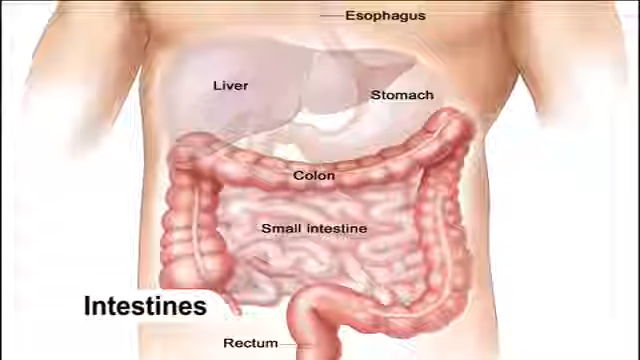 Esophagus
Liver
Stomach
Colon
Small intestine
Intestines
Rectum